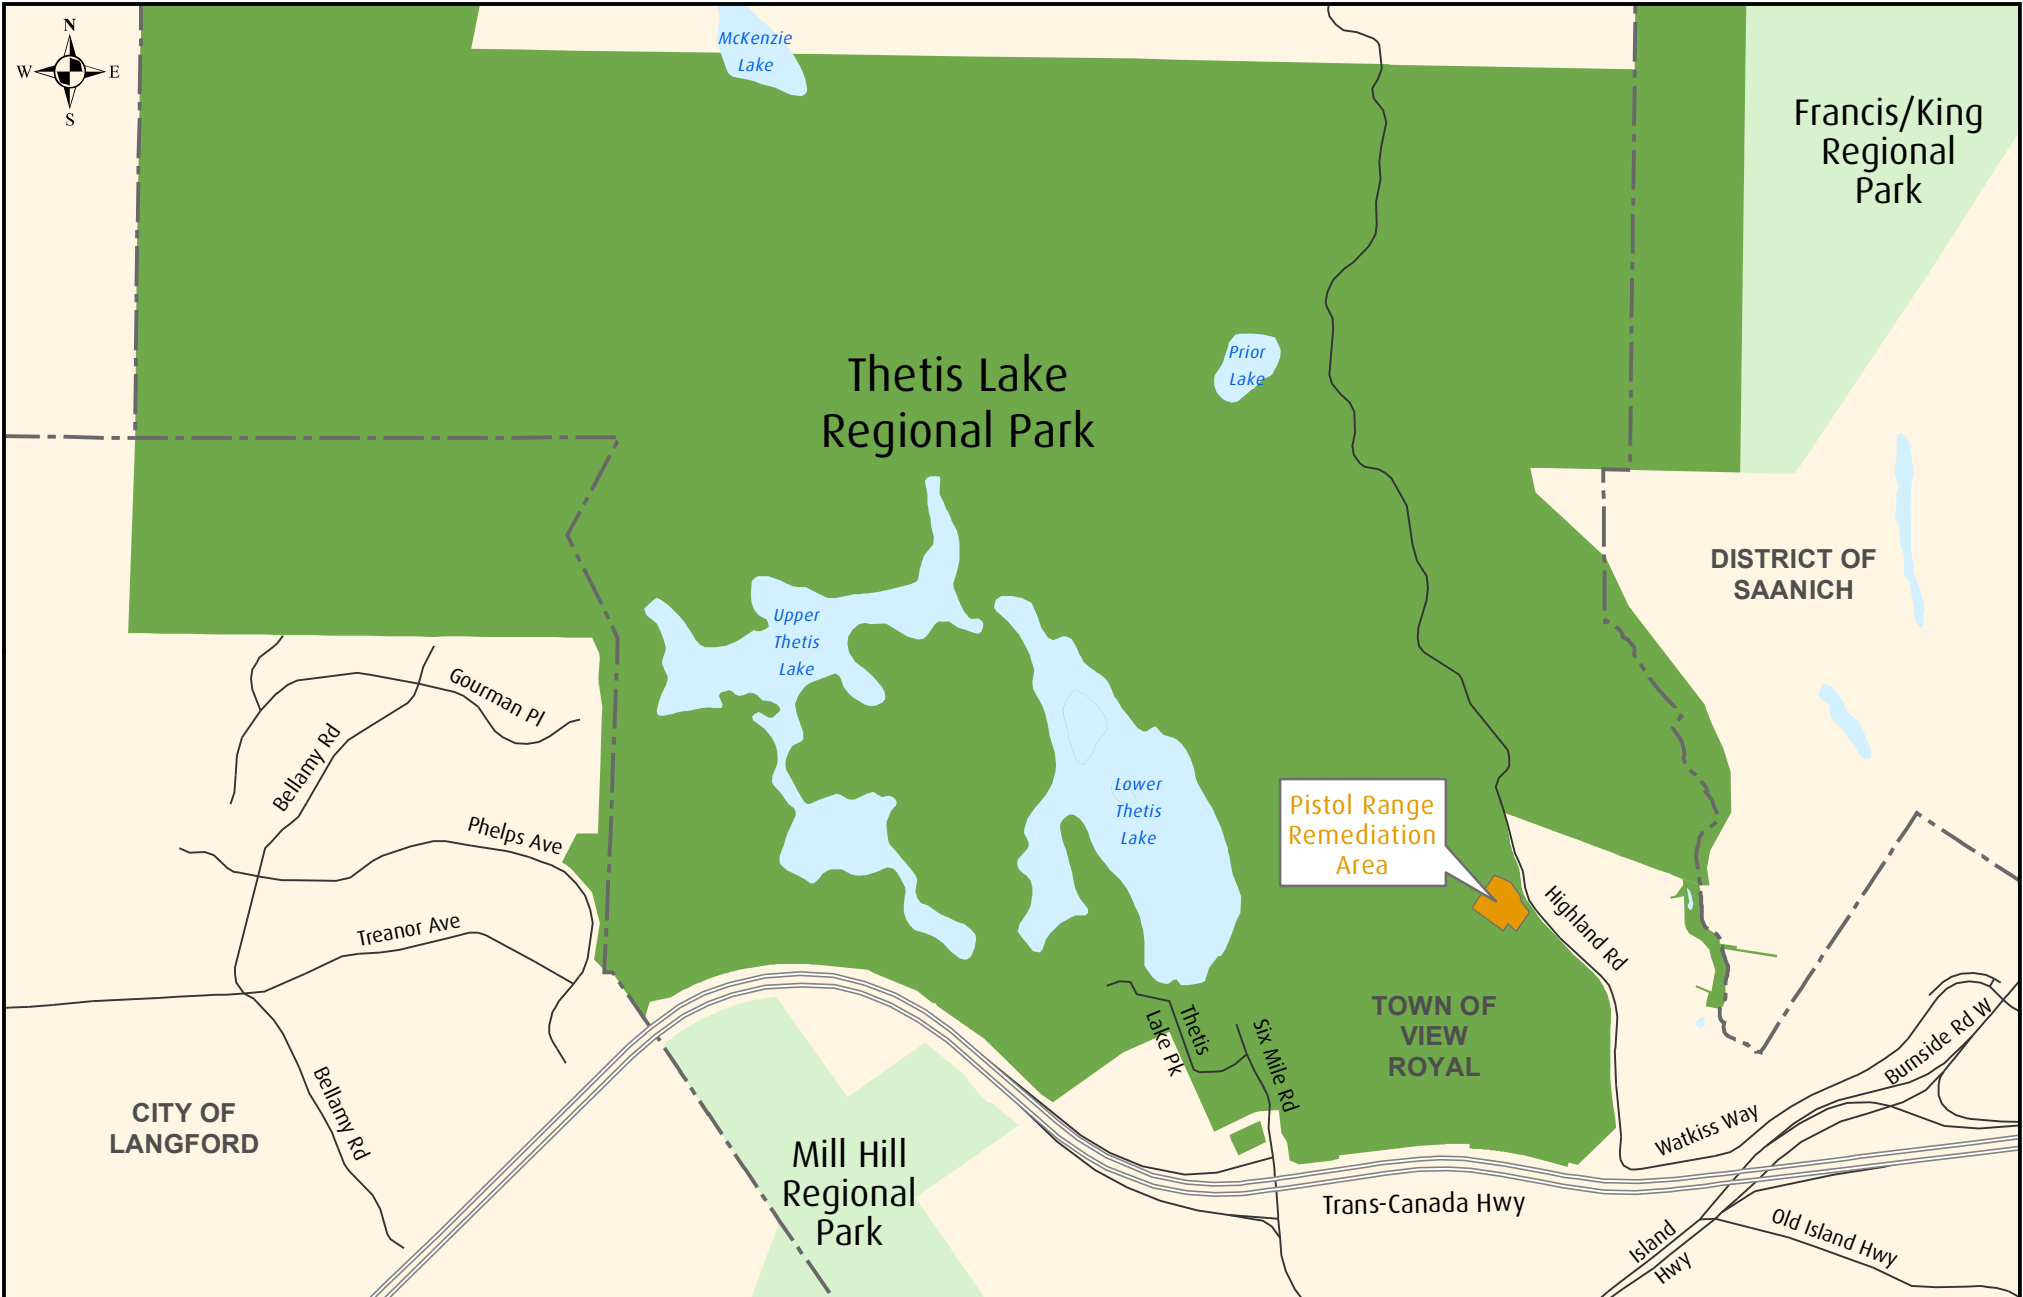 N
W E
S
McKenzie
Lake
Francis/King
Regional
Park
Prior
Lake
Thetis Lake
Regional Park
DISTRICT OF
SAANICH
Upper
Thetis
Lake
Gourman Pl
Bellamy Rd
Lower
Thetis
Lake
Pistol Range
Remediation
Area
Phelps Ave
Treanor Ave
Highland Rd
TOWN OF
VIEW
ROYAL
Thetis
Lake Pk
Six Mile Rd
Burnside Rd W
Bellamy Rd
CITY OF
LANGFORD
Watkiss Way
Mill Hill
Regional
Park
Trans-Canada Hwy
Island
Hwy
Old Island Hwy